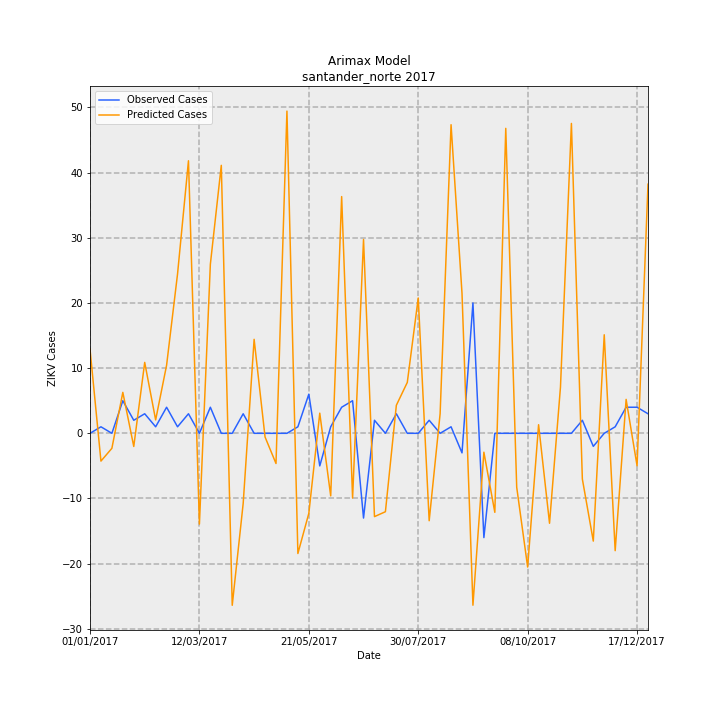 Arimax Model
santander_norte 2017
Observed Cases
Predicted Cases
ZIKV Cases
50
40
30
20
10
0
−10
−20
−30
01/01/2017
12/03/2017
21/05/2017
30/07/2017
08/10/2017
17/12/2017
Date